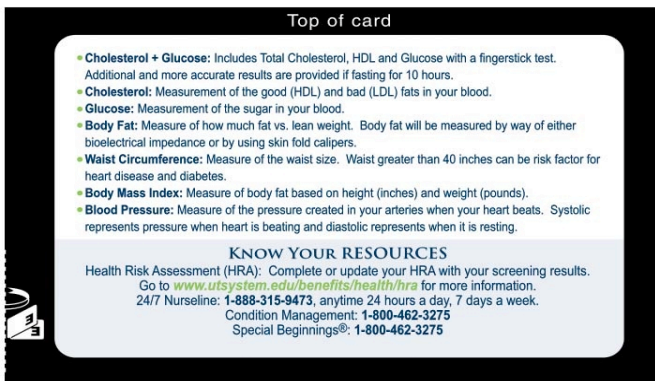 Top of card
• Cholesterol + Glucose: Includes Total Cholesterol, HDL and Glucose with a fingerstick test.
Additional and more accurate results are provided if fasting for 10 hours.
• Cholesterol: Measurement of the good (HDL) and bad (LDL) fats in your blood.
• Glucose: Measurement of the sugar in your blood.
• Body Fat: Measure of how much fat vs. lean weight. Body fat will be measured by way of either
bioelectrical impedance or by using skin fold calipers.
• Waist Circumference: Measure of the waist size. Waist greater than 40 inches can be risk factor for
heart disease and diabetes.
• Body Mass Index: Measure of body fat based on height (inches) and weight (pounds).
• Blood Pressure: Measure of the pressure created in your arteries when your heart beats. Systolic
represents pressure when heart is beating and diastolic represents when it is resting.
KNOW YOUR RESOURCES
Health Risk Assessment (HRA): Complete or update your HRA with your screening results.
Go to www.utsystem.edu/benefits/health/hra for more information.
24/7 Nurseline: 1-888-315-9473, anytime 24 hours a day, 7 days a week.
Condition Management: 1-800-462-3275
Special Beginnings®: 1-800-462-3275